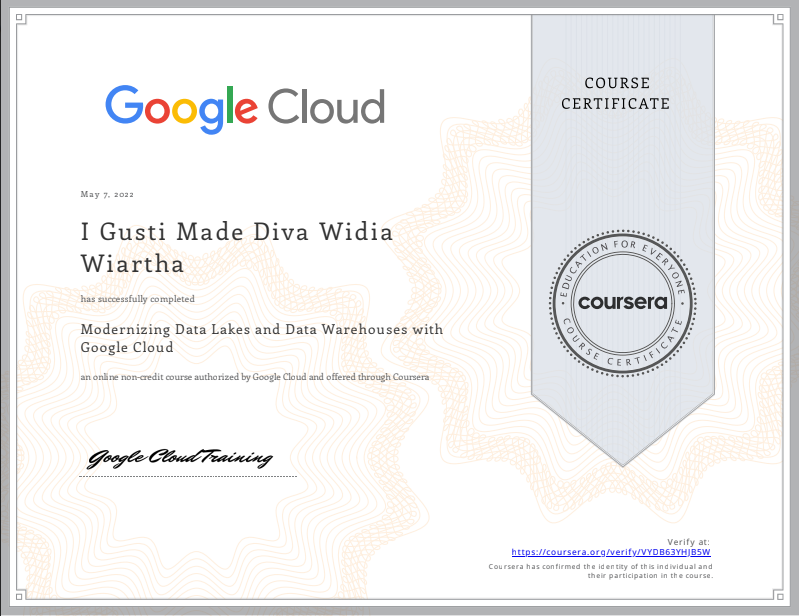 Google Cloud
COURSE
CERTIFICATE
May 7, 2022
I Gusti Made Diva Widia
Wiartha
has successfully completed
Modernizing Data Lakes and Data Warehouses with
Google Cloud
an online non-credit course authorized by Google Cloud and offered through Coursera
EDUCATION FOR EVERYONE
coursera
COURSE CERTIFICATE
Google Cloud Training
Verify at:
https://coursera.org/verify/VYDB63YHJB5W
Coursera has confirmed the identity of this individual and
their participation in the course.